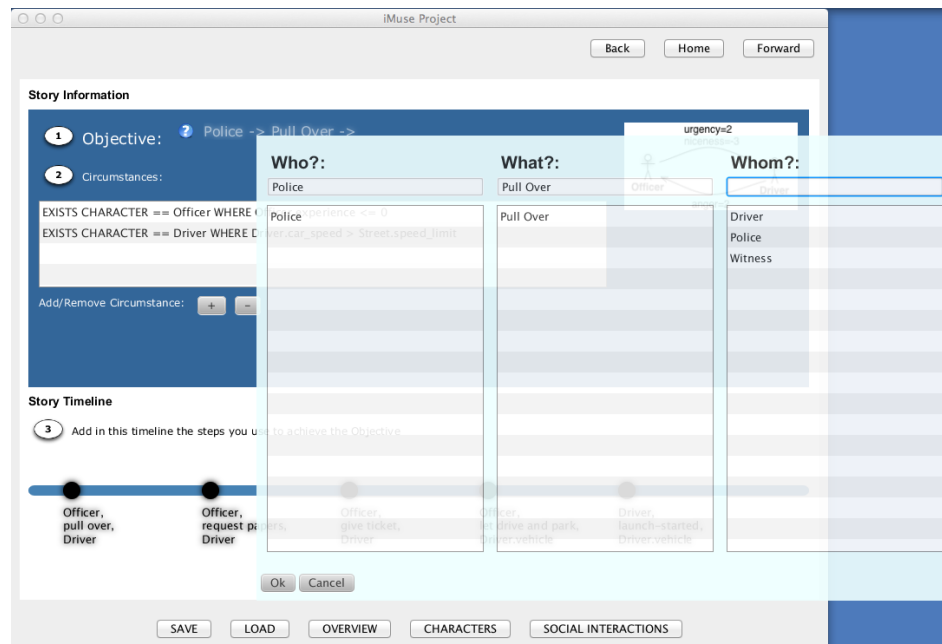 iMuse Project
Back Home Forward
Story Information
1 Objective: ? Police -> Pull Over ->
2 Circumstances:
EXISTS CHARACTER == Officer WHERE Officer.experience <= 0
EXISTS CHARACTER == Driver WHERE Driver.car_speed > Street.speed_limit
Add/Remove Circumstance: + -
urgency=2
niceness=-3
Officer Driver
Who?: What?: Whom?:
Police Pull Over
Police Pull Over Driver
Police
Witness
Story Timeline
3 Add in this timeline the steps you use to achieve the Objective
Officer, Officer, Officer, Officer, Driver,
pull over, request papers, give ticket, let drive and park, launch-started,
Driver Driver Driver Driver.vehicle Driver.vehicle
Ok Cancel
SAVE LOAD OVERVIEW CHARACTERS SOCIAL INTERACTIONS